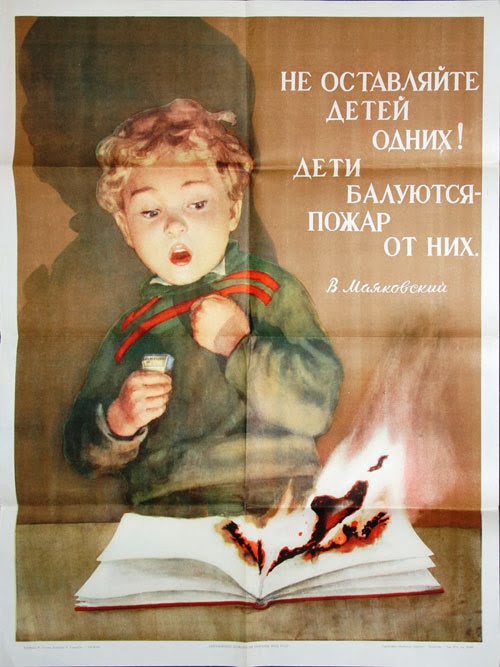 НЕ ОСТАВЛЯЙТЕ
ДЕТЕЙ
ОДНИХ!
ДЕТИ
БАЛУЮТСЯ-
ПОЖАР
ОТ НИХ.
В. Маяковский